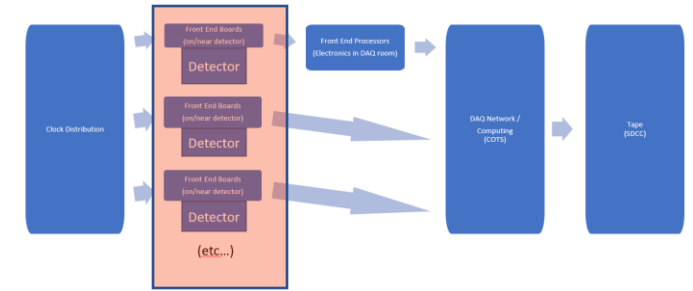 Clock Distribution
Front End Boards
(on/near detector)
Detector
Front End Boards
(on/near detector)
Detector
Front End Boards
(on/near detector)
Detector
(etc...)
Front End Processors
(Electronics in DAQ room)
DAQ Network /
Computing
(COTS)
Tape
(SDCC)